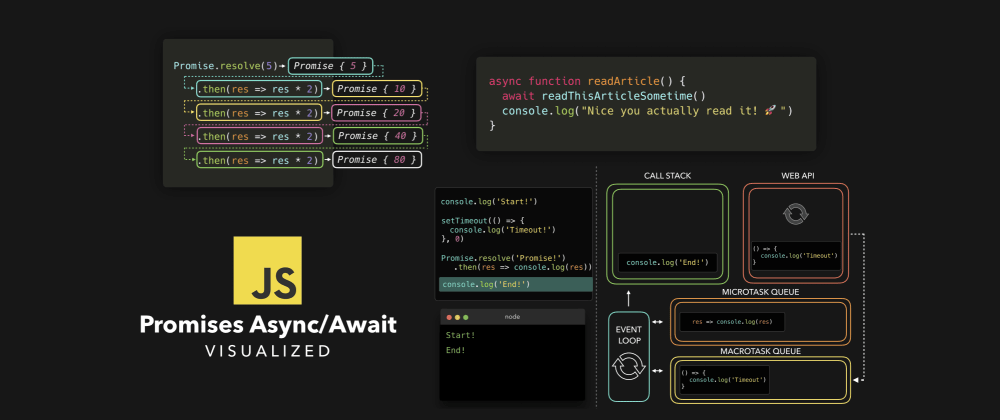 Promise.resolve(5) Promise { 5 }
.then(res => res * 2) Promise { 10 }
.then(res => res * 2) Promise { 20 }
.then(res => res * 2) Promise { 40 }
.then(res => res * 2) Promise { 80 }
async function readArticle() {
await readThisArticleSometime()
console.log("Nice you actually read it! 🚀 ")
}
JS
Promises Async/Await
VISUALIZED
console.log('Start!')
setTimeout(() => {
console.log('Timeout!')
}, 0)
Promise.resolve('Promise!')
.then(res => console.log(res))
console.log('End!')
node
Start!
End!
CALL STACK
console.log('End!')
WEB API
() => {
console.log('Timeout')
}
MICROTASK QUEUE
res => console.log(res)
EVENT
LOOP
MACROTASK QUEUE
() => {
console.log('Timeout')
}